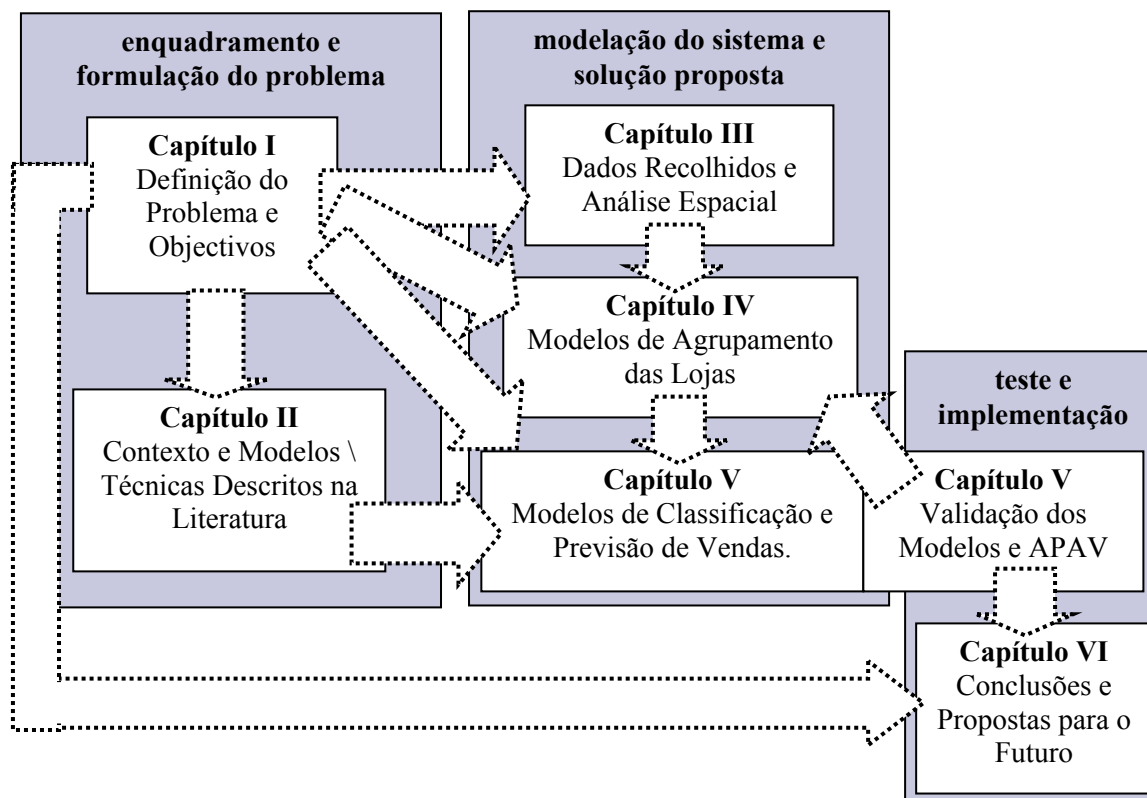 enquadramento e
formulação do problema
Capítulo I
Definição do
Problema e
Objectivos
Capítulo II
Contexto e Modelos \
Técnicas Descritos na
Literatura
modelação do sistema e
solução proposta
Capítulo III
Dados Recolhidos e
Análise Espacial
Capítulo IV
Modelos de Agrupamento
das Lojas
Capítulo V
Modelos de Classificação e
Previsão de Vendas.
teste e
implementação
Capítulo V
Validação dos
Modelos e APAV
Capítulo VI
Conclusões e
Propostas para o
Futuro